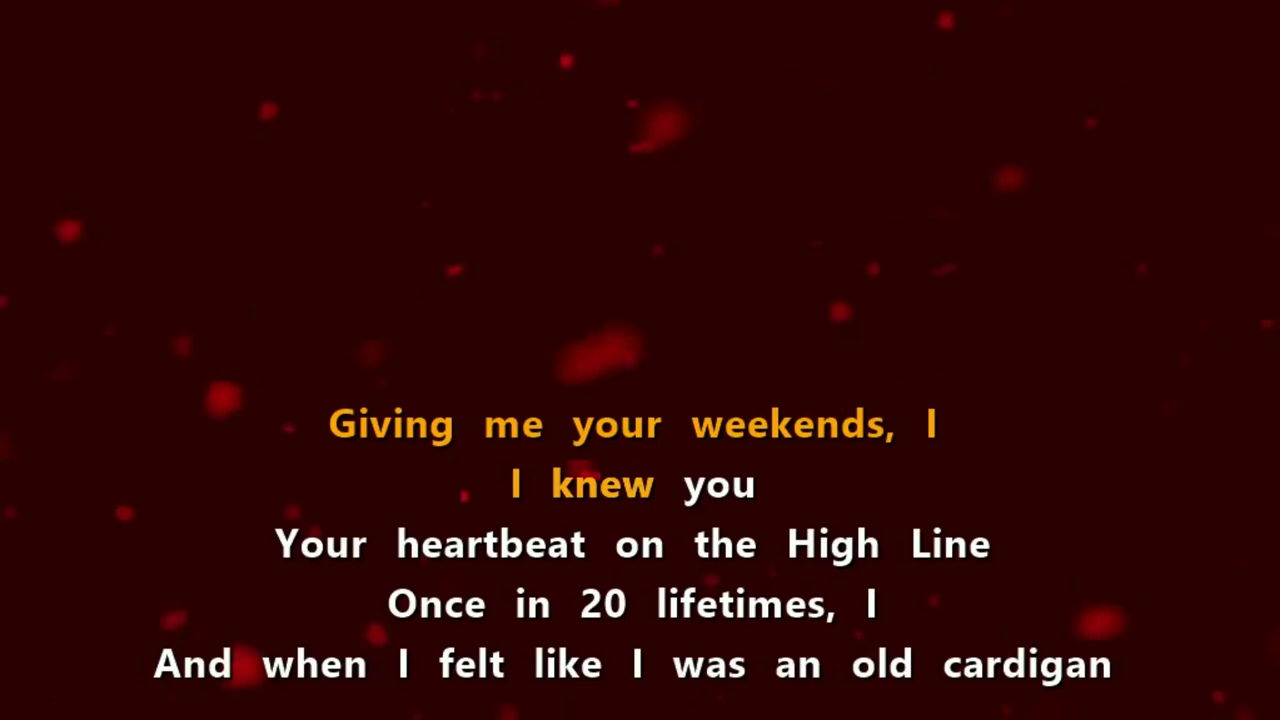 Giving me your weekends, I
I knew you
Your heartbeat on the High Line
Once in 20 lifetimes, I
And when I felt like I was an old cardigan